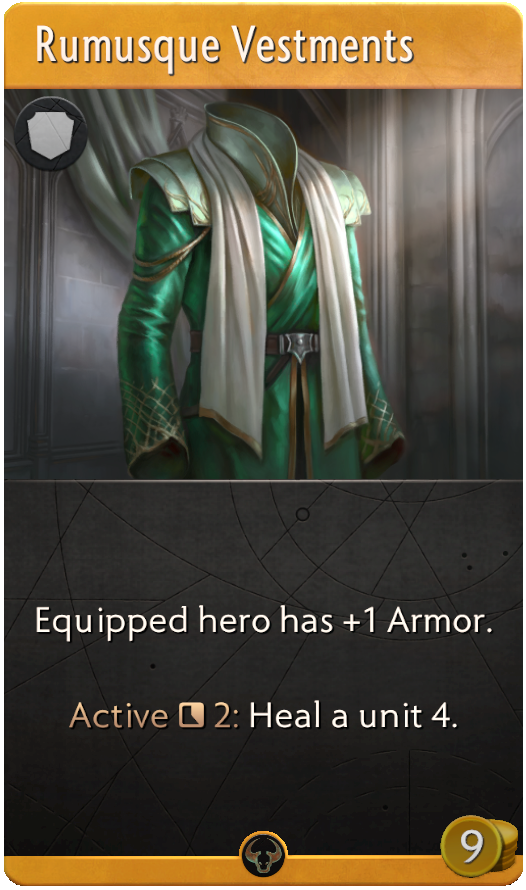 Rumusque Vestments
Equipped hero has +1 Armor.
Active 2: Heal a unit 4.
9